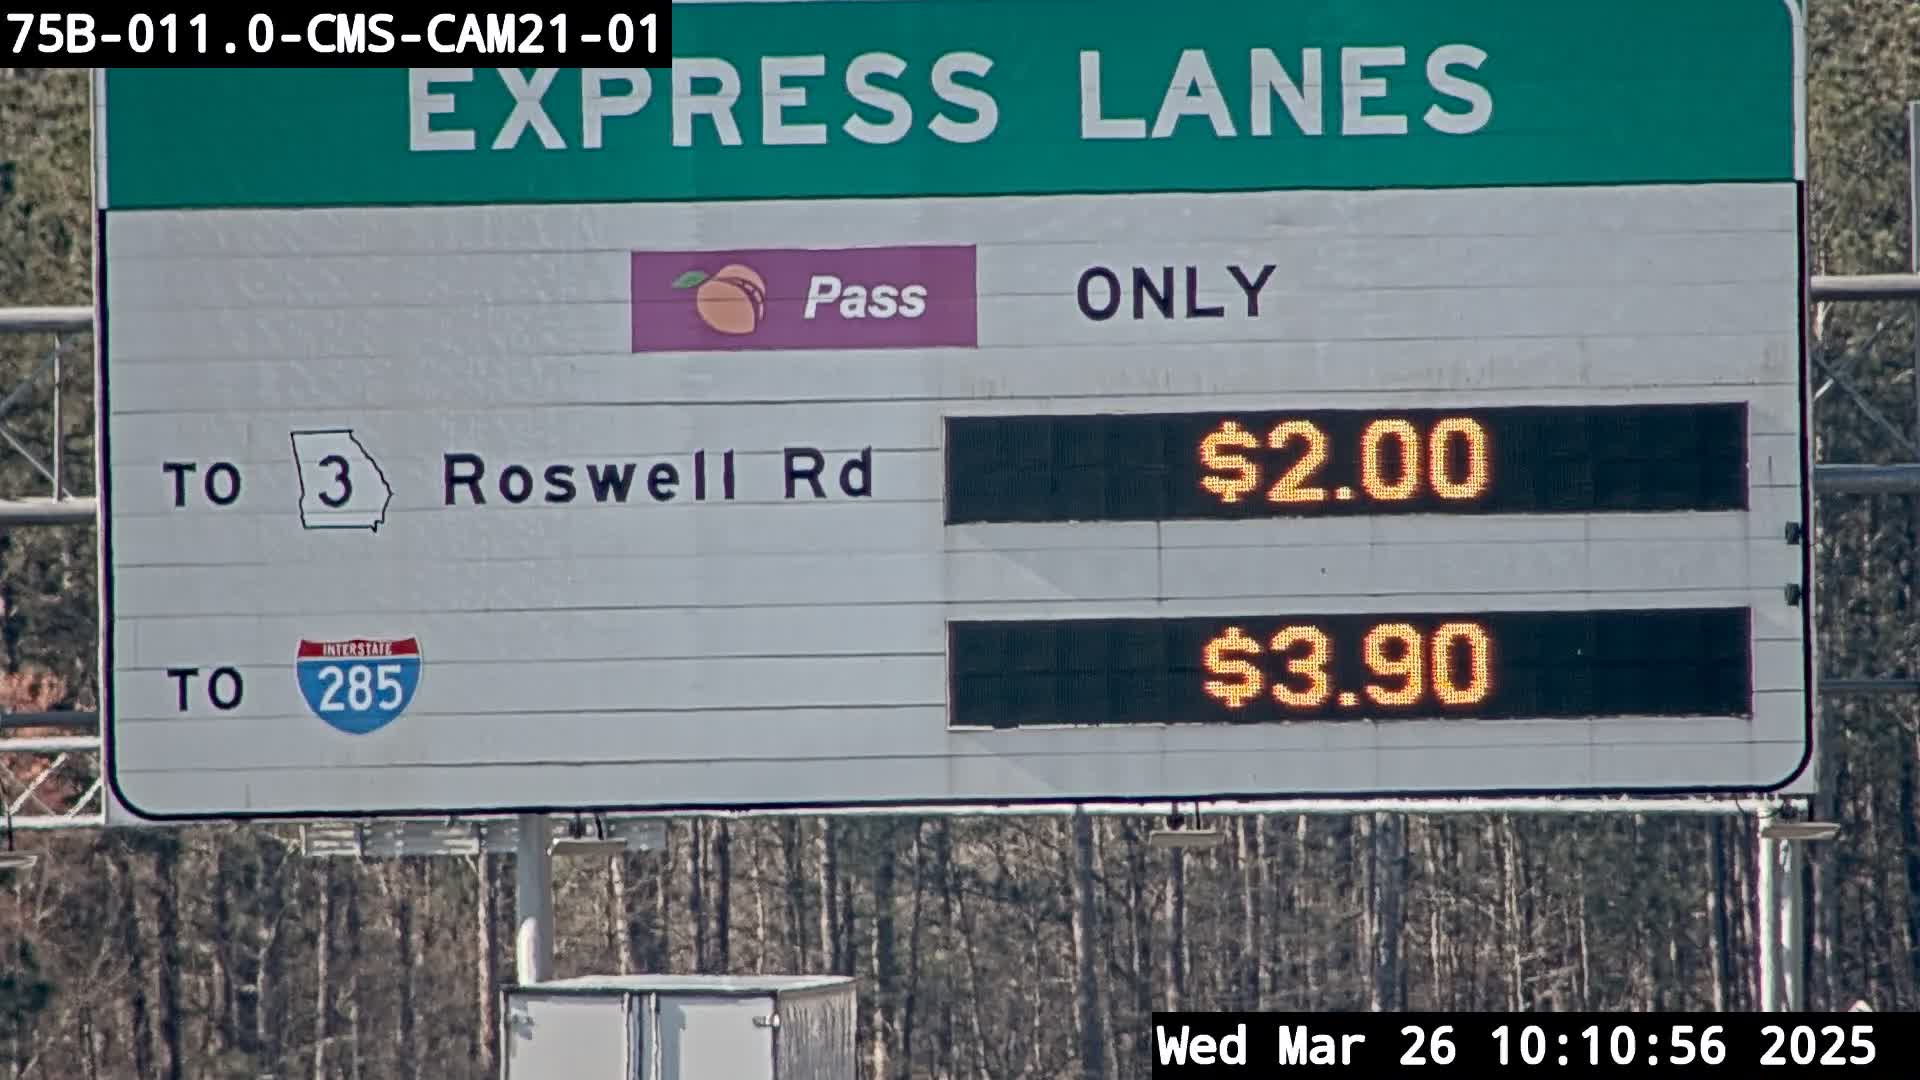 75B-011.0-CMS-CAM21-01
EXPRESS LANES
Pass ONLY
TO 3 Roswell Rd $2.00
TO INTERSTATE 285 $3.90
Wed Mar 26 10:10:56 2025